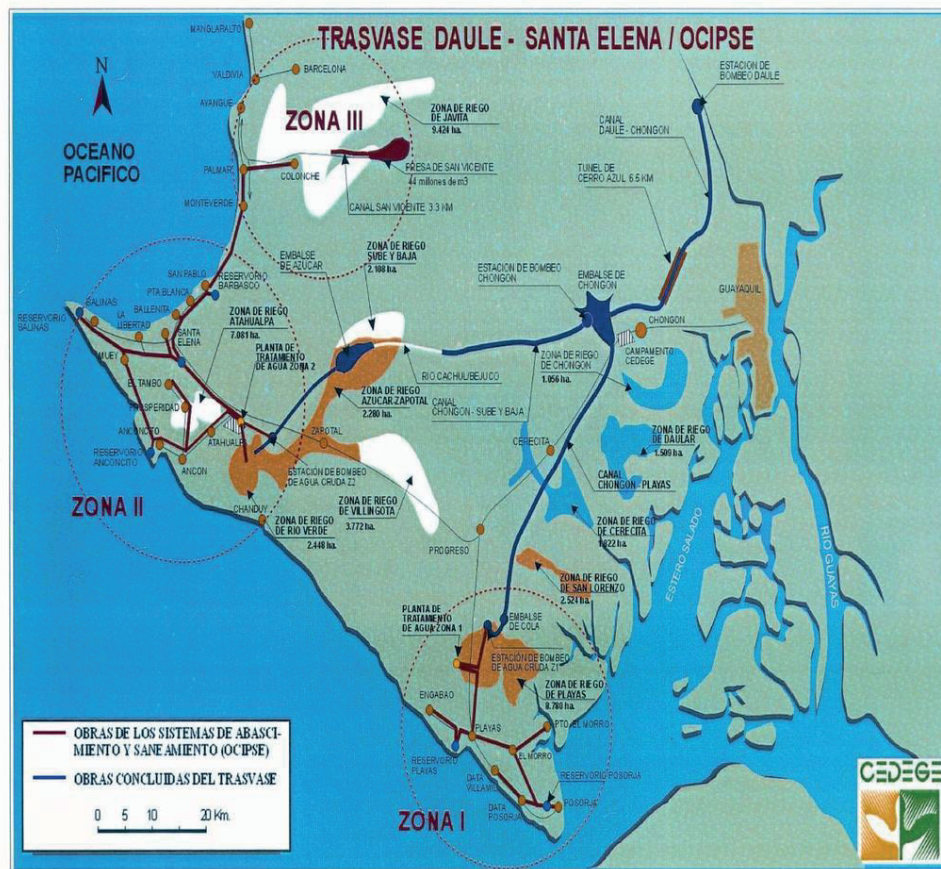 TRASVASE DAULE - SANTA ELENA / OCIPSE
MANGLARALTO
ESTACION DE
BOMBEO DAULE
VALDIVIA
BARCELONA
N
AYANGUE
ZONA III
ZONA DE RIEGO
DE JAVITA
9.424 ha.
CANAL
DAULE - CHONGON
OCEANO
PACIFICO
PALMAR
COLONCHE
PRESA DE SAN VICENTE
44 millones de m3
TUNEL DE
CERRO AZUL 6.5 KM
MONTEVERDE
CANAL SAN VICENTE 3.3 KM
EMBALSE
DE AZUCAR
ZONA DE RIEGO
SUBE Y BAJA
2.108 ha.
SAN PABLO
RESERVORIO
BARBASCO
ESTACION DE BOMBEO
CHONGON
EMBALSE DE
CHONGON
GUAYAQUIL
PTA.BLANCA
RESERVORIO
SALINAS
SALINAS
LA
LIBERTAD
BALLENITA
ZONA DE RIEGO
ATAHUALPA
7.081 ha.
CHONGON
SANTA
ELENA
PLANTA DE
TRATAMIENTO
DE AGUA ZONA 2
MUEY
RIO CACHUL/BEJUCO
ZONA DE RIEGO
DE CHONGON
1.056 ha.
CAMPAMENTO
CEDEGE
EL TAMBO
ZONA DE RIEGO
AZUCAR-ZAPOTAL
2.280 ha.
CANAL
CHONGON - SUBE Y BAJA
PROSPERIDAD
ANCONCITO
ATAHUALPA
ZAPOTAL
CERECITA
ZONA DE RIEGO
DE DAULAR
1.509 ha.
RESERVORIO
ANCONCITO
ANCON
ESTACION DE BOMBEO
DE AGUA CRUDA Z2
CANAL
CHONGON - PLAYAS
ZONA II
CHANDUY
ZONA DE RIEGO
DE VILLINGOTA
3.772 ha.
ZONA DE RIEGO
DE RIO VERDE
2.448 ha.
PROGRESO
ZONA DE RIEGO
DE CERECITA
1.822 ha.
ESTERO SALADO
RIO GUAYAS
ZONA DE RIEGO
DE SAN LORENZO
2.524 ha.
PLANTA DE
TRATAMIENTO
DE AGUA ZONA 1
EMBALSE
DE COLA
ESTACIÓN DE BOMBEO
DE AGUA CRUDA Z1
ENGABAO
ZONA DE RIEGO
DE PLAYAS
8.780 ha.
PLAYAS
PTO. EL MORRO
RESERVORIO
PLAYAS
EL MORRO
DATA
VILLAMIL
RESERVORIO POSORJA
DATA
POSORJA
POSORJA
ZONA I
OBRAS DE LOS SISTEMAS DE ABASCI-
MIENTO Y SANEAMIENTO (OCIPSE)
OBRAS CONCLUIDAS DEL TRASVASE
0 5 10 20 Km.
CEDEGE